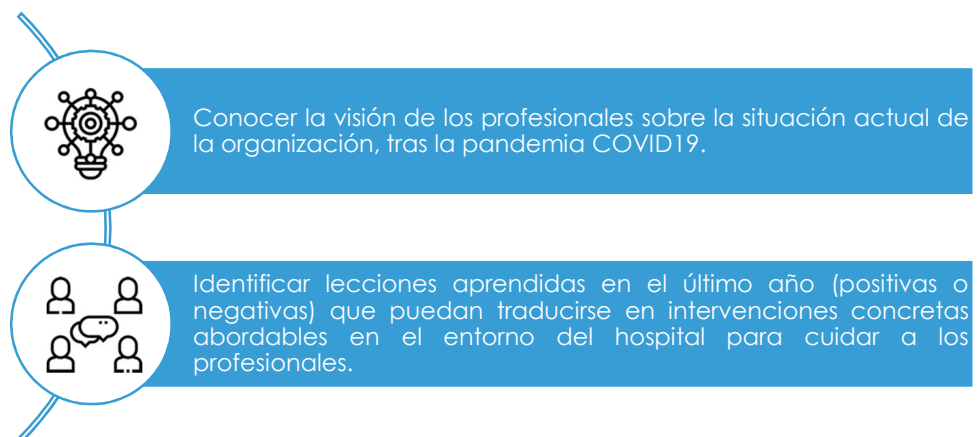 Conocer la visión de los profesionales sobre la situación actual de
la organización, tras la pandemia COVID19.
Identificar lecciones aprendidas en el último año (positivas o
negativas) que puedan traducirse en intervenciones concretas
abordables en el entorno del hospital para cuidar a los
profesionales.